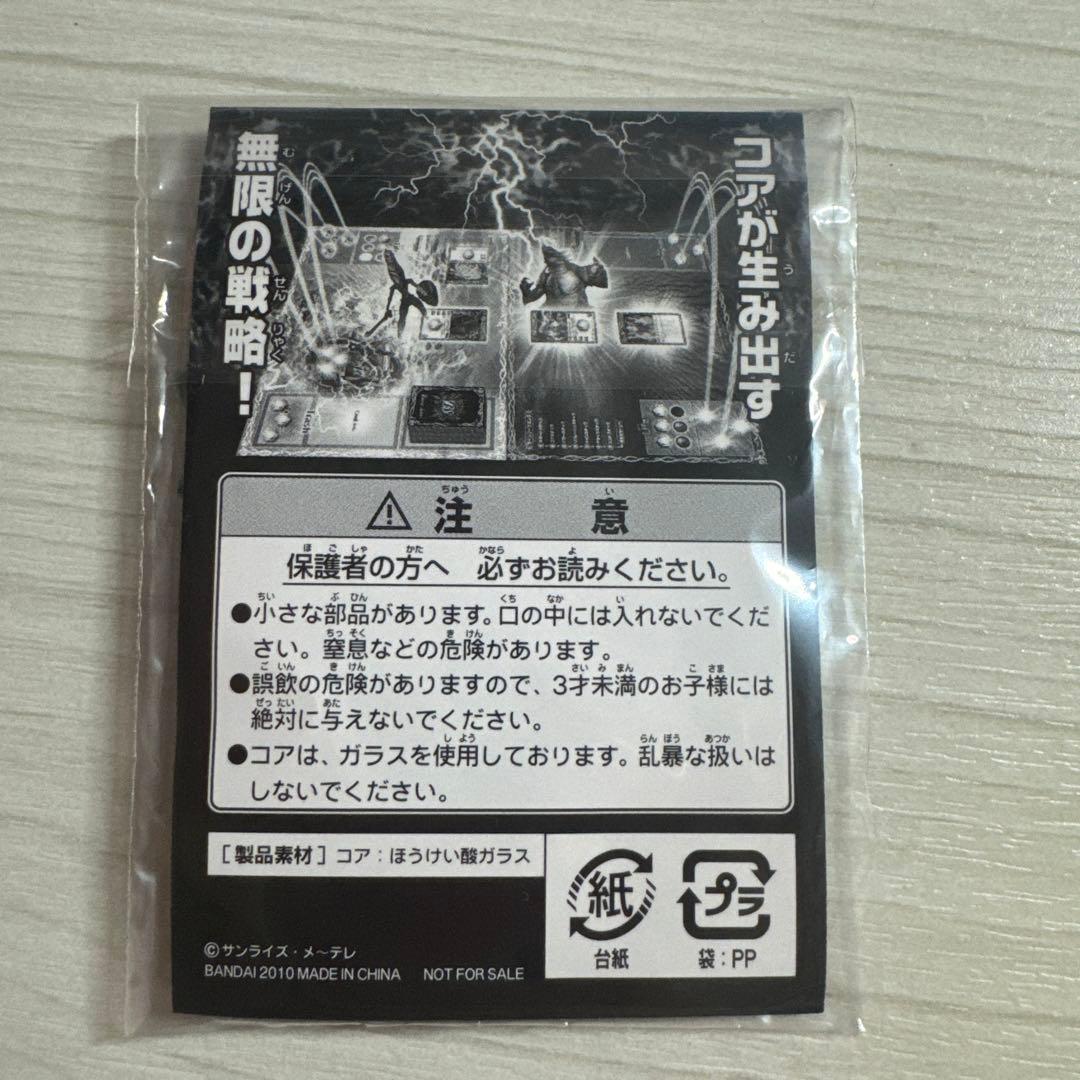 コアが生み出す
無限の戦略!
注意
保護者の方へ 必ずお読みください。
●小さな部品があります。口の中には入れないでくだ
さい。窒息などの危険があります。
●誤飲の危険がありますので、3才未満のお子様には
絶対に与えないでください。
●コアは、ガラスを使用しております。乱暴な扱いは
しないでください。
[製品素材]コア:ほうけい酸ガラス
紙
台紙
プラ
袋:PP
©サンライズ・メ〜テレ
BANDAI 2010 MADE IN CHINA NOT FOR SALE